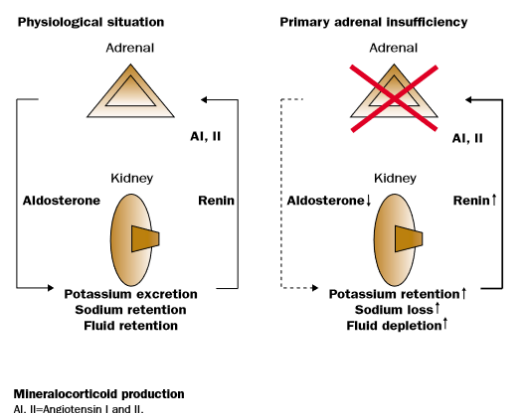 Physiological situation
Adrenal
AI, II
Kidney
Aldosterone
Renin
Potassium excretion
Sodium retention
Fluid retention
Primary adrenal insufficiency
Adrenal
AI, II
Kidney
Aldosterone↓
Renin↑
Potassium retention↑
Sodium loss↑
Fluid depletion↑
Mineralocorticoid production
AI, II=Angiotensin I and II.